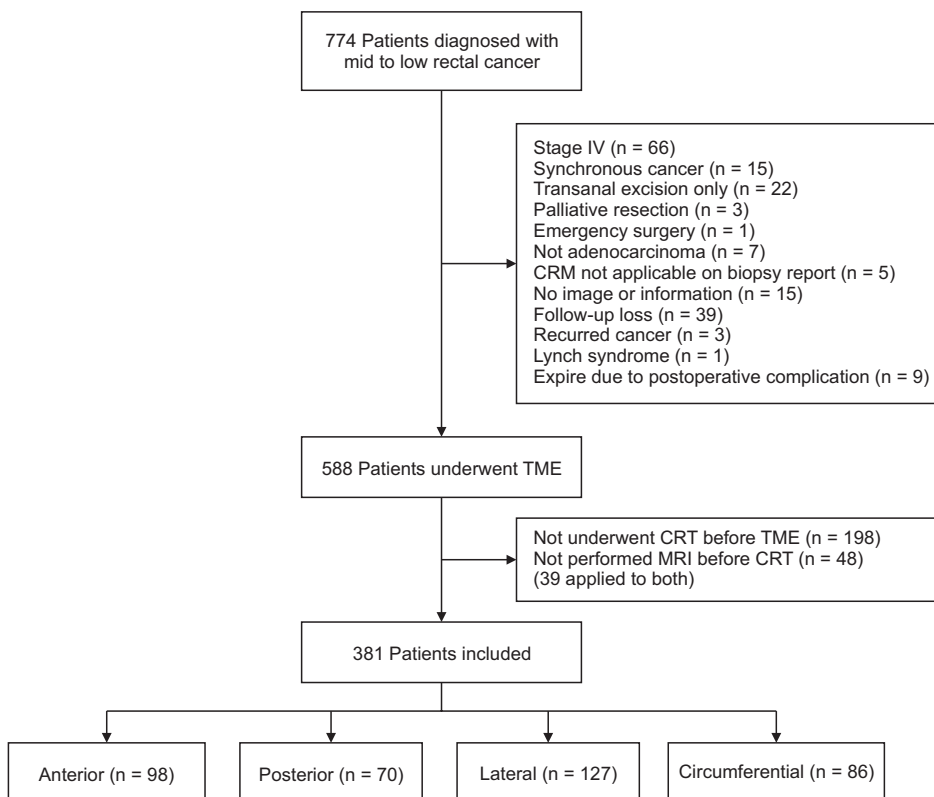 774 Patients diagnosed with
mid to low rectal cancer
Stage IV (n = 66)
Synchronous cancer (n = 15)
Transanal excision only (n = 22)
Palliative resection (n = 3)
Emergency surgery (n = 1)
Not adenocarcinoma (n = 7)
CRM not applicable on biopsy report (n = 5)
No image or information (n = 15)
Follow-up loss (n = 39)
Recurred cancer (n = 3)
Lynch syndrome (n = 1)
Expire due to postoperative complication (n = 9)
588 Patients underwent TME
Not underwent CRT before TME (n = 198)
Not performed MRI before CRT (n = 48)
(39 applied to both)
381 Patients included
Anterior (n = 98)
Posterior (n = 70)
Lateral (n = 127)
Circumferential (n = 86)